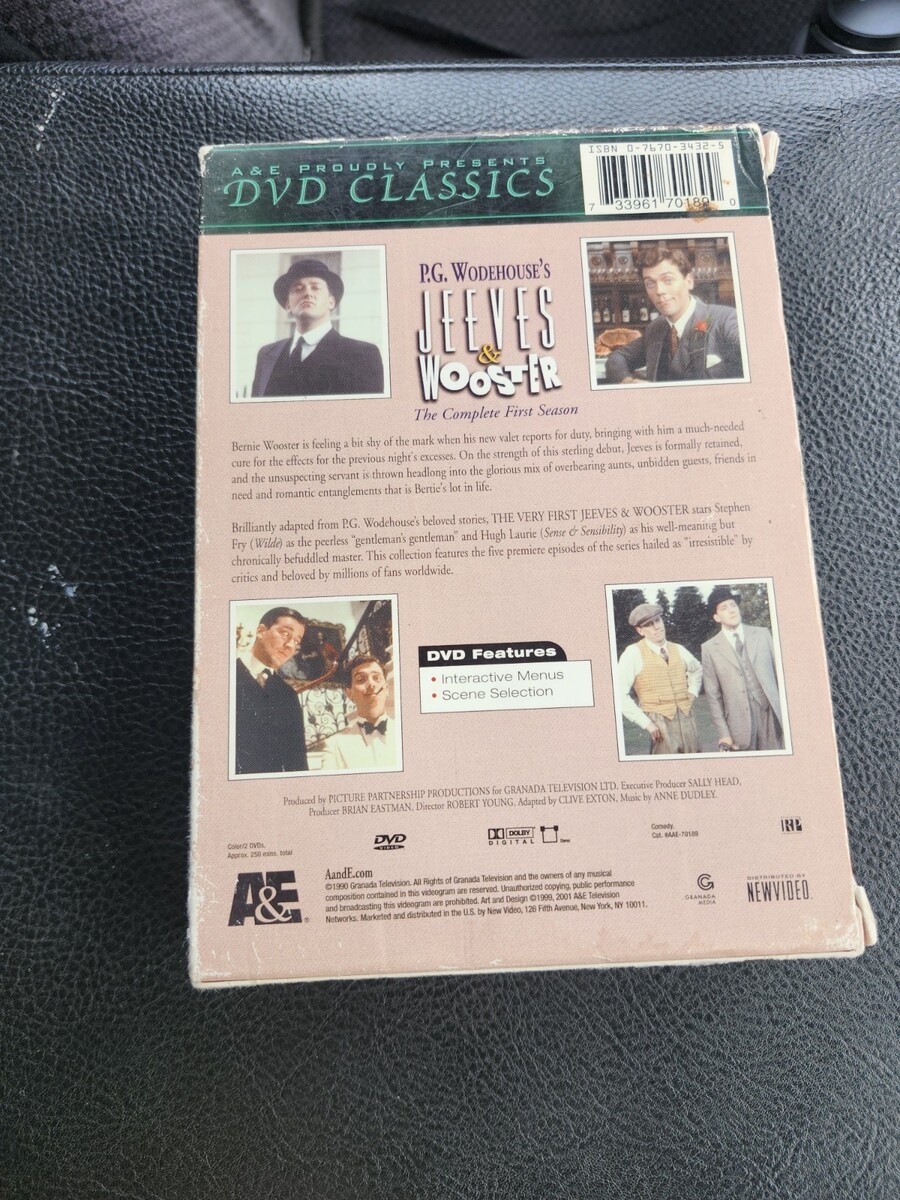 A&E PROUDLY PRESENTS
DVD CLASSICS
ISBN 0-7670-3432-5
7 33961 70189 0
P.G. WODEHOUSE'S
JEEVES
&
WOOSTER
The Complete First Season
Bernie Wooster is feeling a bit shy of the mark when his new valet reports for duty, bringing with him a much-needed
cure for the effects for the previous night's excesses. On the strength of this sterling debut, Jeeves is formally retained,
and the unsuspecting servant is thrown headlong into the glorious mix of overbearing aunts, unbidden guests, friends in
need and romantic entanglements that is Bertie's lot in life.
Brilliantly adapted from P.G. Wodehouse's beloved stories, THE VERY FIRST JEEVES & WOOSTER stars Stephen
Fry (Wilde) as the peerless "gentleman's gentleman" and Hugh Laurie (Sense & Sensibility) as his well-meaning but
chronically befuddled master. This collection features the five premiere episodes of the series hailed as "irresistible" by
critics and beloved by millions of fans worldwide.
DVD Features
• Interactive Menus
• Scene Selection
Produced by PICTURE PARTNERSHIP PRODUCTIONS for GRANADA TELEVISION LTD. Executive Producer SALLY HEAD,
Producer BRIAN EASTMAN, Director ROBERT YOUNG, Adapted by CLIVE EXTON, Music by ANNE DUDLEY.
Color/2 DVDs,
Approx. 250 mins. total
DVD
VIDEO
DOLBY
DIGITAL
Comedy,
Cat. #AAE-70189
A&E
AandE.com
©1990 Granada Television. All Rights of Granada Television and the owners of any musical
composition contained in this videogram are reserved. Unauthorized copying, public performance
and broadcasting this videogram are prohibited. Art and Design ©1999, 2001 A&E Television
Networks. Marketed and distributed in the U.S. by New Video, 126 Fifth Avenue, New York, NY 10011.
GRANADA
MEDIA
DISTRIBUTED BY
NEWVIDEO